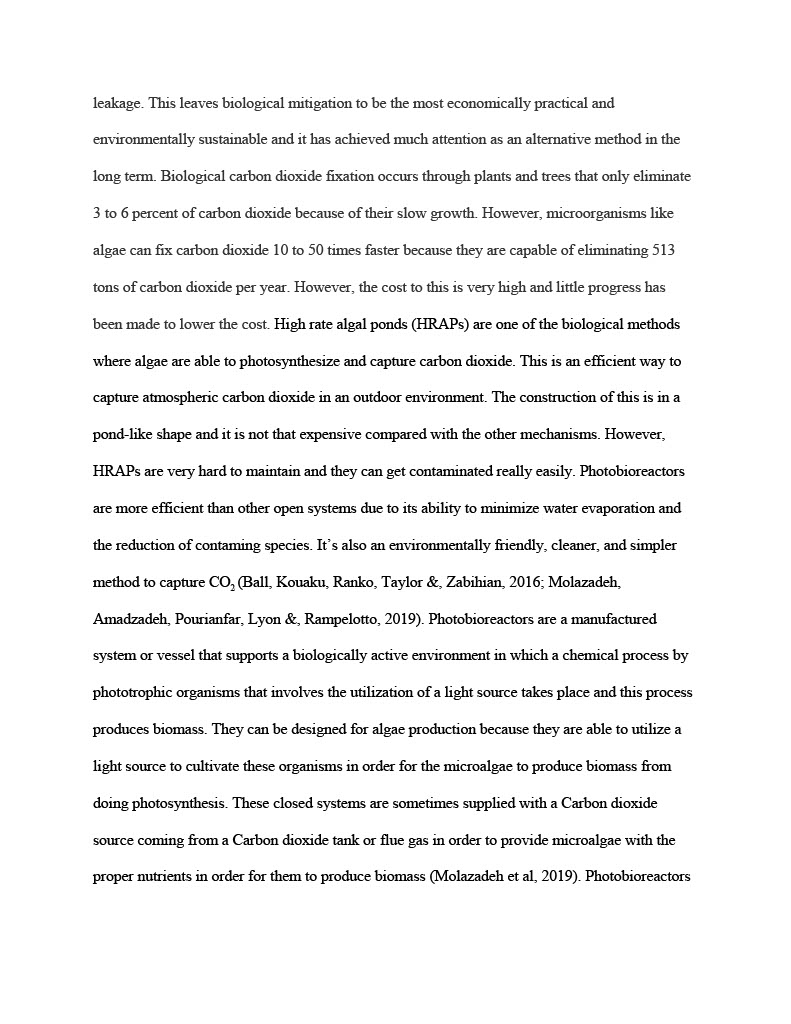 leakage. This leaves biological mitigation to be the most economically practical and
environmentally sustainable and it has achieved much attention as an alternative method in the
long term. Biological carbon dioxide fixation occurs through plants and trees that only eliminate
3 to 6 percent of carbon dioxide because of their slow growth. However, microorganisms like
algae can fix carbon dioxide 10 to 50 times faster because they are capable of eliminating 513
tons of carbon dioxide per year. However, the cost to this is very high and little progress has
been made to lower the cost. High rate algal ponds (HRAPs) are one of the biological methods
where algae are able to photosynthesize and capture carbon dioxide. This is an efficient way to
capture atmospheric carbon dioxide in an outdoor environment. The construction of this is in a
pond-like shape and it is not that expensive compared with the other mechanisms. However,
HRAPs are very hard to maintain and they can get contaminated really easily. Photobioreactors
are more efficient than other open systems due to its ability to minimize water evaporation and
the reduction of contaming species. It’s also an environmentally friendly, cleaner, and simpler
method to capture CO₂ (Ball, Kouaku, Ranko, Taylor &, Zabihian, 2016; Molazadeh,
Amadzadeh, Pourianfar, Lyon &, Rampelotto, 2019). Photobioreactors are a manufactured
system or vessel that supports a biologically active environment in which a chemical process by
phototrophic organisms that involves the utilization of a light source takes place and this process
produces biomass. They can be designed for algae production because they are able to utilize a
light source to cultivate these organisms in order for the microalgae to produce biomass from
doing photosynthesis. These closed systems are sometimes supplied with a Carbon dioxide
source coming from a Carbon dioxide tank or flue gas in order to provide microalgae with the
proper nutrients in order for them to produce biomass (Molazadeh et al, 2019). Photobioreactors